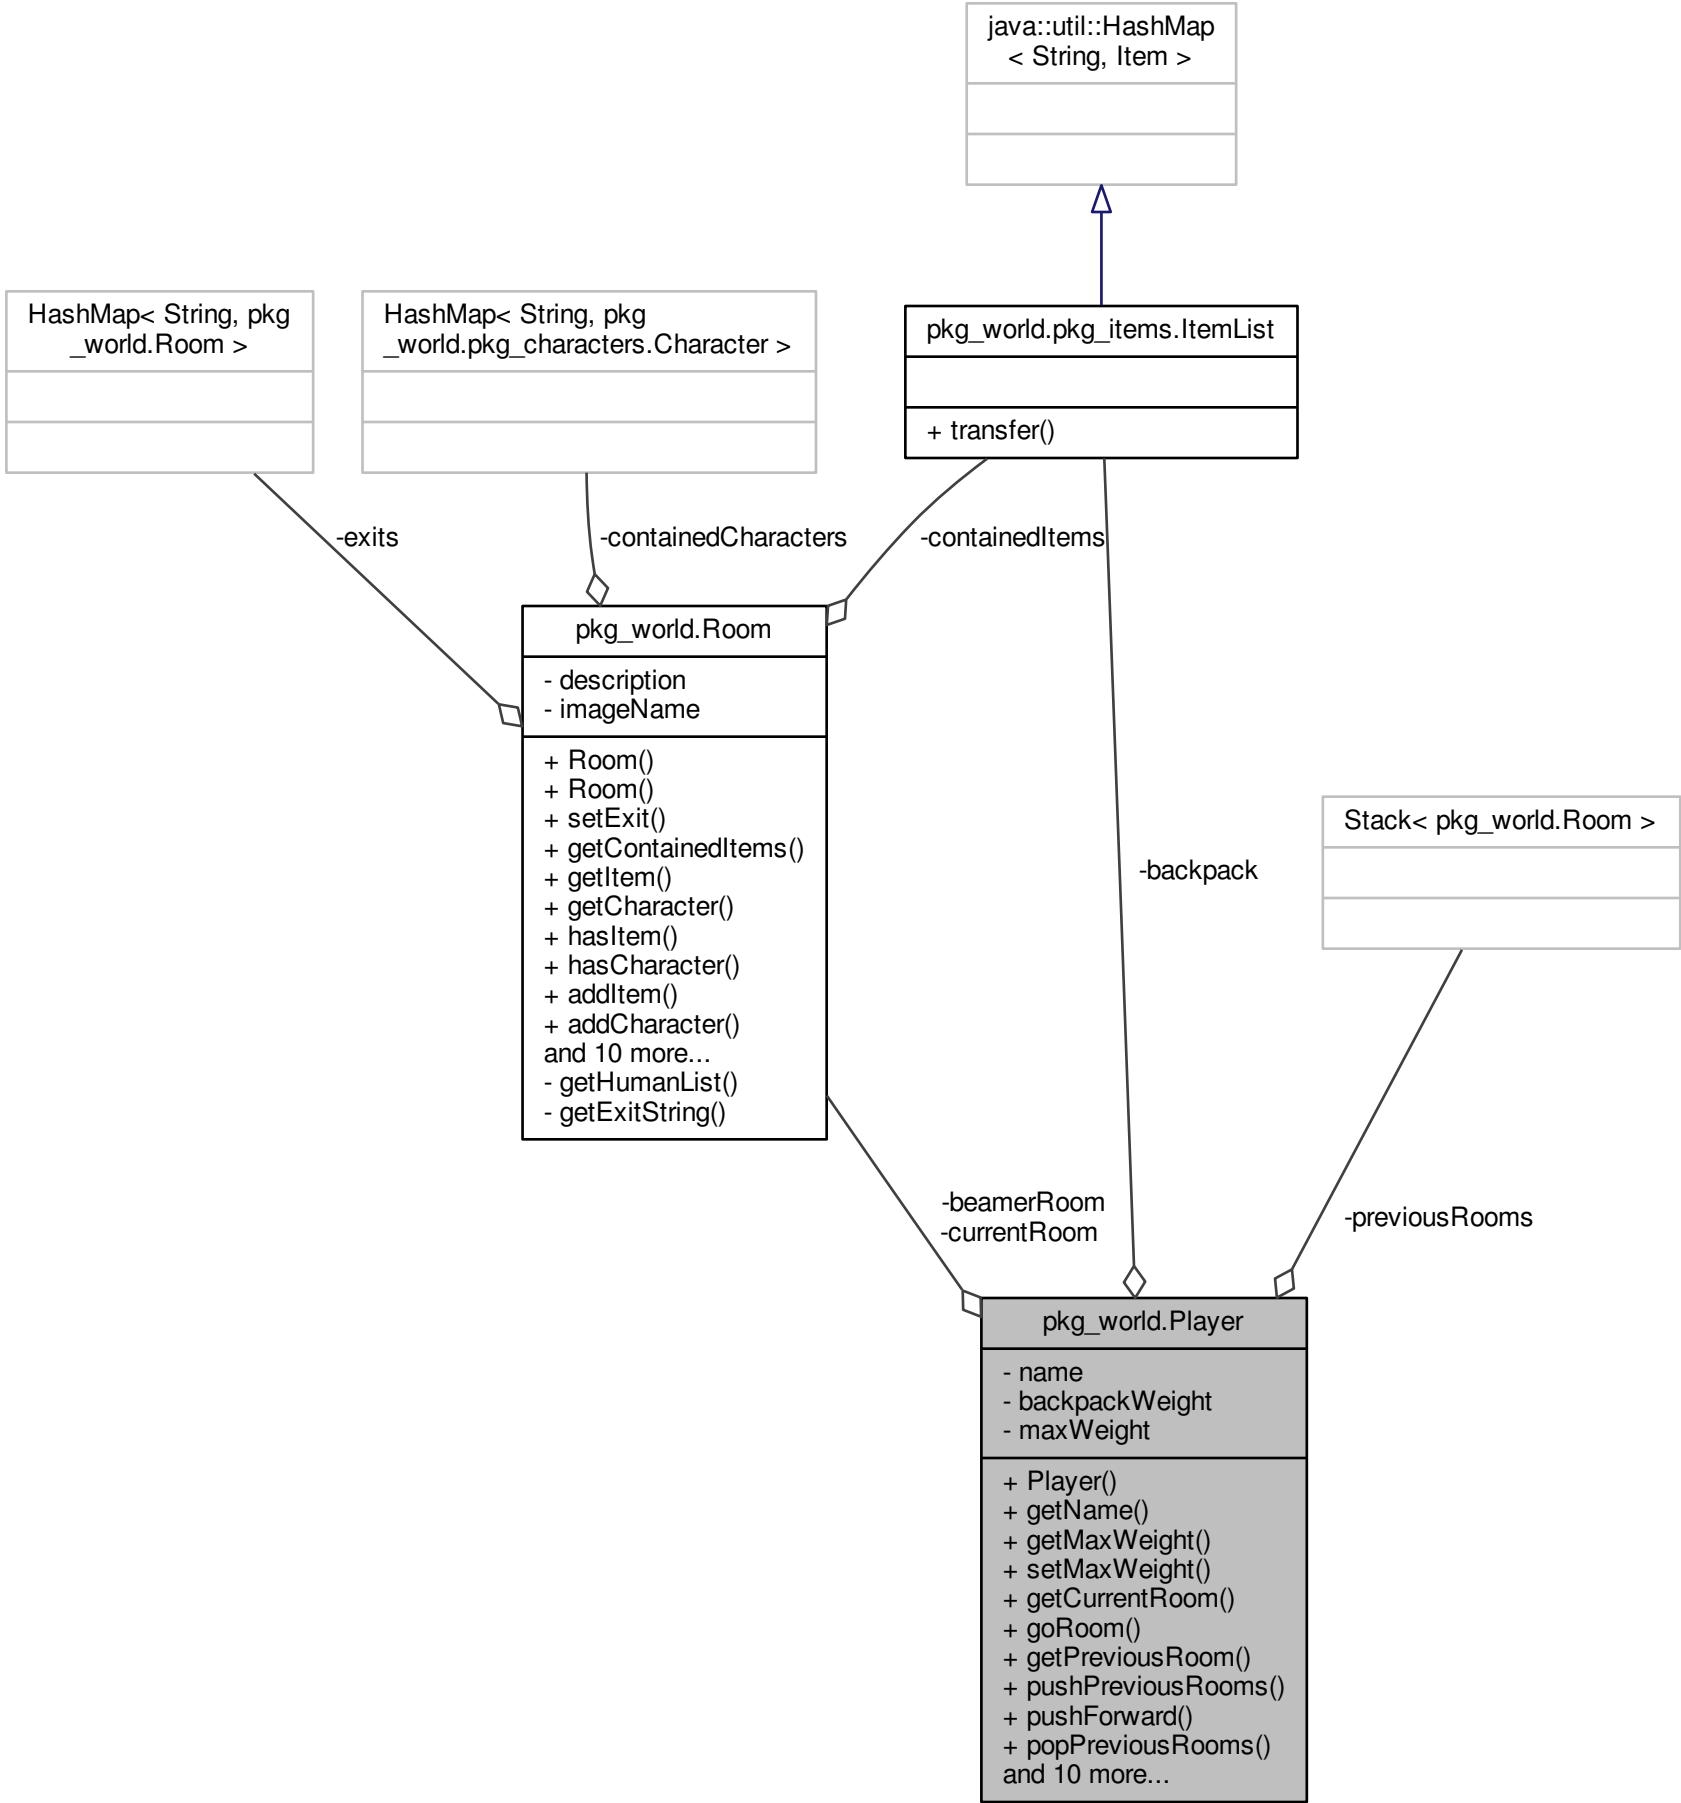 java::util::HashMap
< String, Item >
HashMap< String, pkg
_world.Room >
HashMap< String, pkg
_world.pkg_characters.Character >
pkg_world.pkg_items.ItemList
+ transfer()
-exits
-containedCharacters
-containedItems
pkg_world.Room
- description
- imageName
+ Room()
+ Room()
+ setExit()
+ getContainedItems()
+ getItem()
+ getCharacter()
+ hasItem()
+ hasCharacter()
+ addItem()
+ addCharacter()
and 10 more...
- getHumanList()
- getExitString()
Stack< pkg_world.Room >
-backpack
-beamerRoom
-currentRoom
-previousRooms
pkg_world.Player
- name
- backpackWeight
- maxWeight
+ Player()
+ getName()
+ getMaxWeight()
+ setMaxWeight()
+ getCurrentRoom()
+ goRoom()
+ getPreviousRoom()
+ pushPreviousRooms()
+ pushForward()
+ popPreviousRooms()
and 10 more...